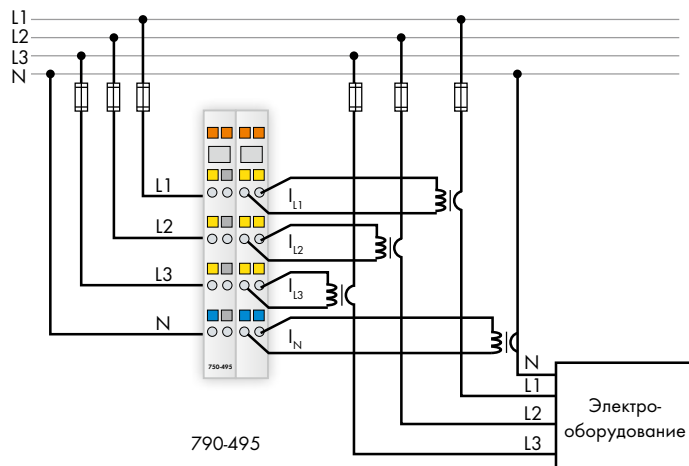 L1
L2
L3
N
L1
L2
L3
N
I L1
I L2
I L3
I N
750-495
790-495
N
L1
L2
L3
Электро-
оборудование